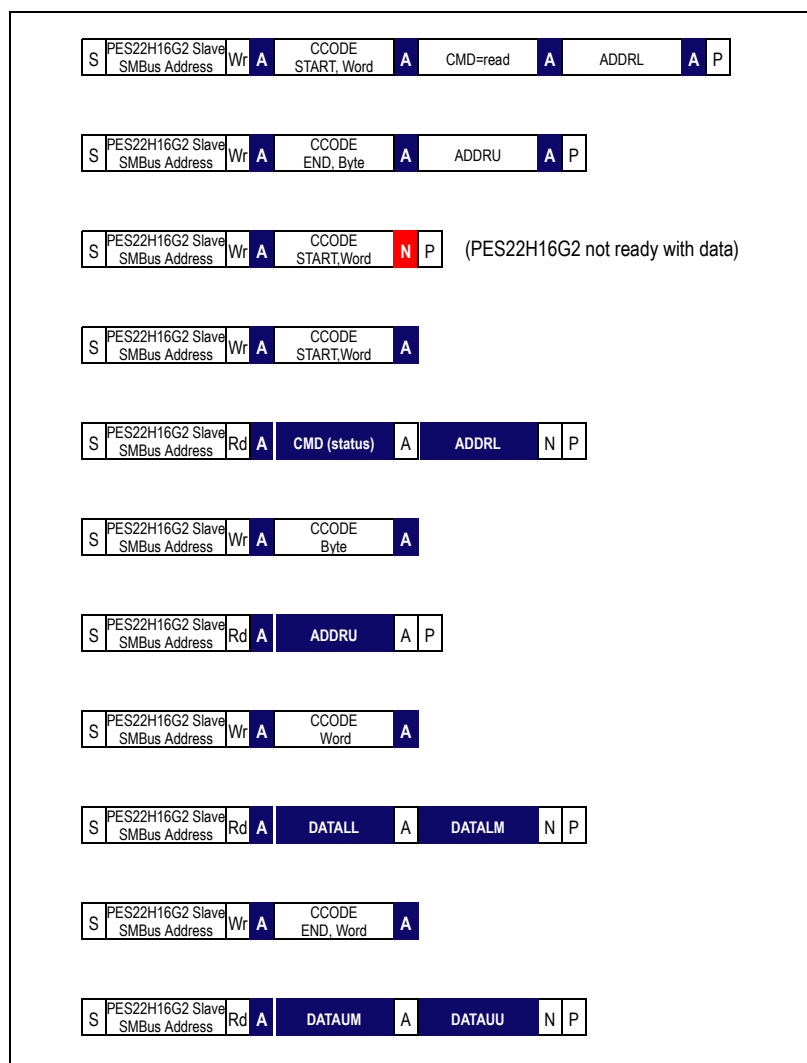 S PES22H16G2 Slave SMBus Address Wr A CCODE START, Word A CMD=read A ADDRL A P
S PES22H16G2 Slave SMBus Address Wr A CCODE END, Byte A ADDRU A P
S PES22H16G2 Slave SMBus Address Wr A CCODE START,Word N P (PES22H16G2 not ready with data)
S PES22H16G2 Slave SMBus Address Wr A CCODE START,Word A
S PES22H16G2 Slave SMBus Address Rd A CMD (status) A ADDRL N P
S PES22H16G2 Slave SMBus Address Wr A CCODE Byte A
S PES22H16G2 Slave SMBus Address Rd A ADDRU A P
S PES22H16G2 Slave SMBus Address Wr A CCODE Word A
S PES22H16G2 Slave SMBus Address Rd A DATALL A DATALM N P
S PES22H16G2 Slave SMBus Address Wr A CCODE END, Word A
S PES22H16G2 Slave SMBus Address Rd A DATAUM A DATAUU N P